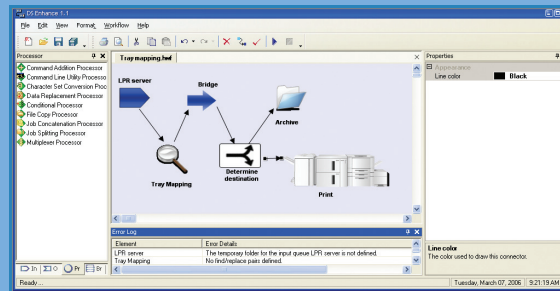 DS Enhance 1.1
File Edit View Format, Workflow Help
Processor
Command Addition Processor
Command Line Utility Processo
Character Set Conversion Proc
Data Replacement Processor
Conditional Processor
File Copy Processor
Job Concatenation Processor
Job Splitting Processor
Multiplexer Processor
In O Pr Br
Tray mapping.hwf
LPR server
Bridge
Archive
Tray Mapping
Determine
destination
Print
Error Log
Element Error Details
LPR server The temporary folder for the input queue LPR server is not defined.
Tray Mapping No find/replace pairs defined.
Properties
Appearance
Line color Black
Line color
The color used to draw this connector.
Ready ... Tuesday, March 07, 2006 9:21:19 AM